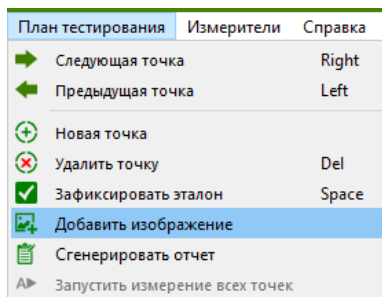 План тестирования Измерители Справка
Следующая точка Right
Предыдущая точка Left
Новая точка
Удалить точку Del
Зафиксировать эталон Space
Добавить изображение
Сгенерировать отчет
Запустить измерение всех точек